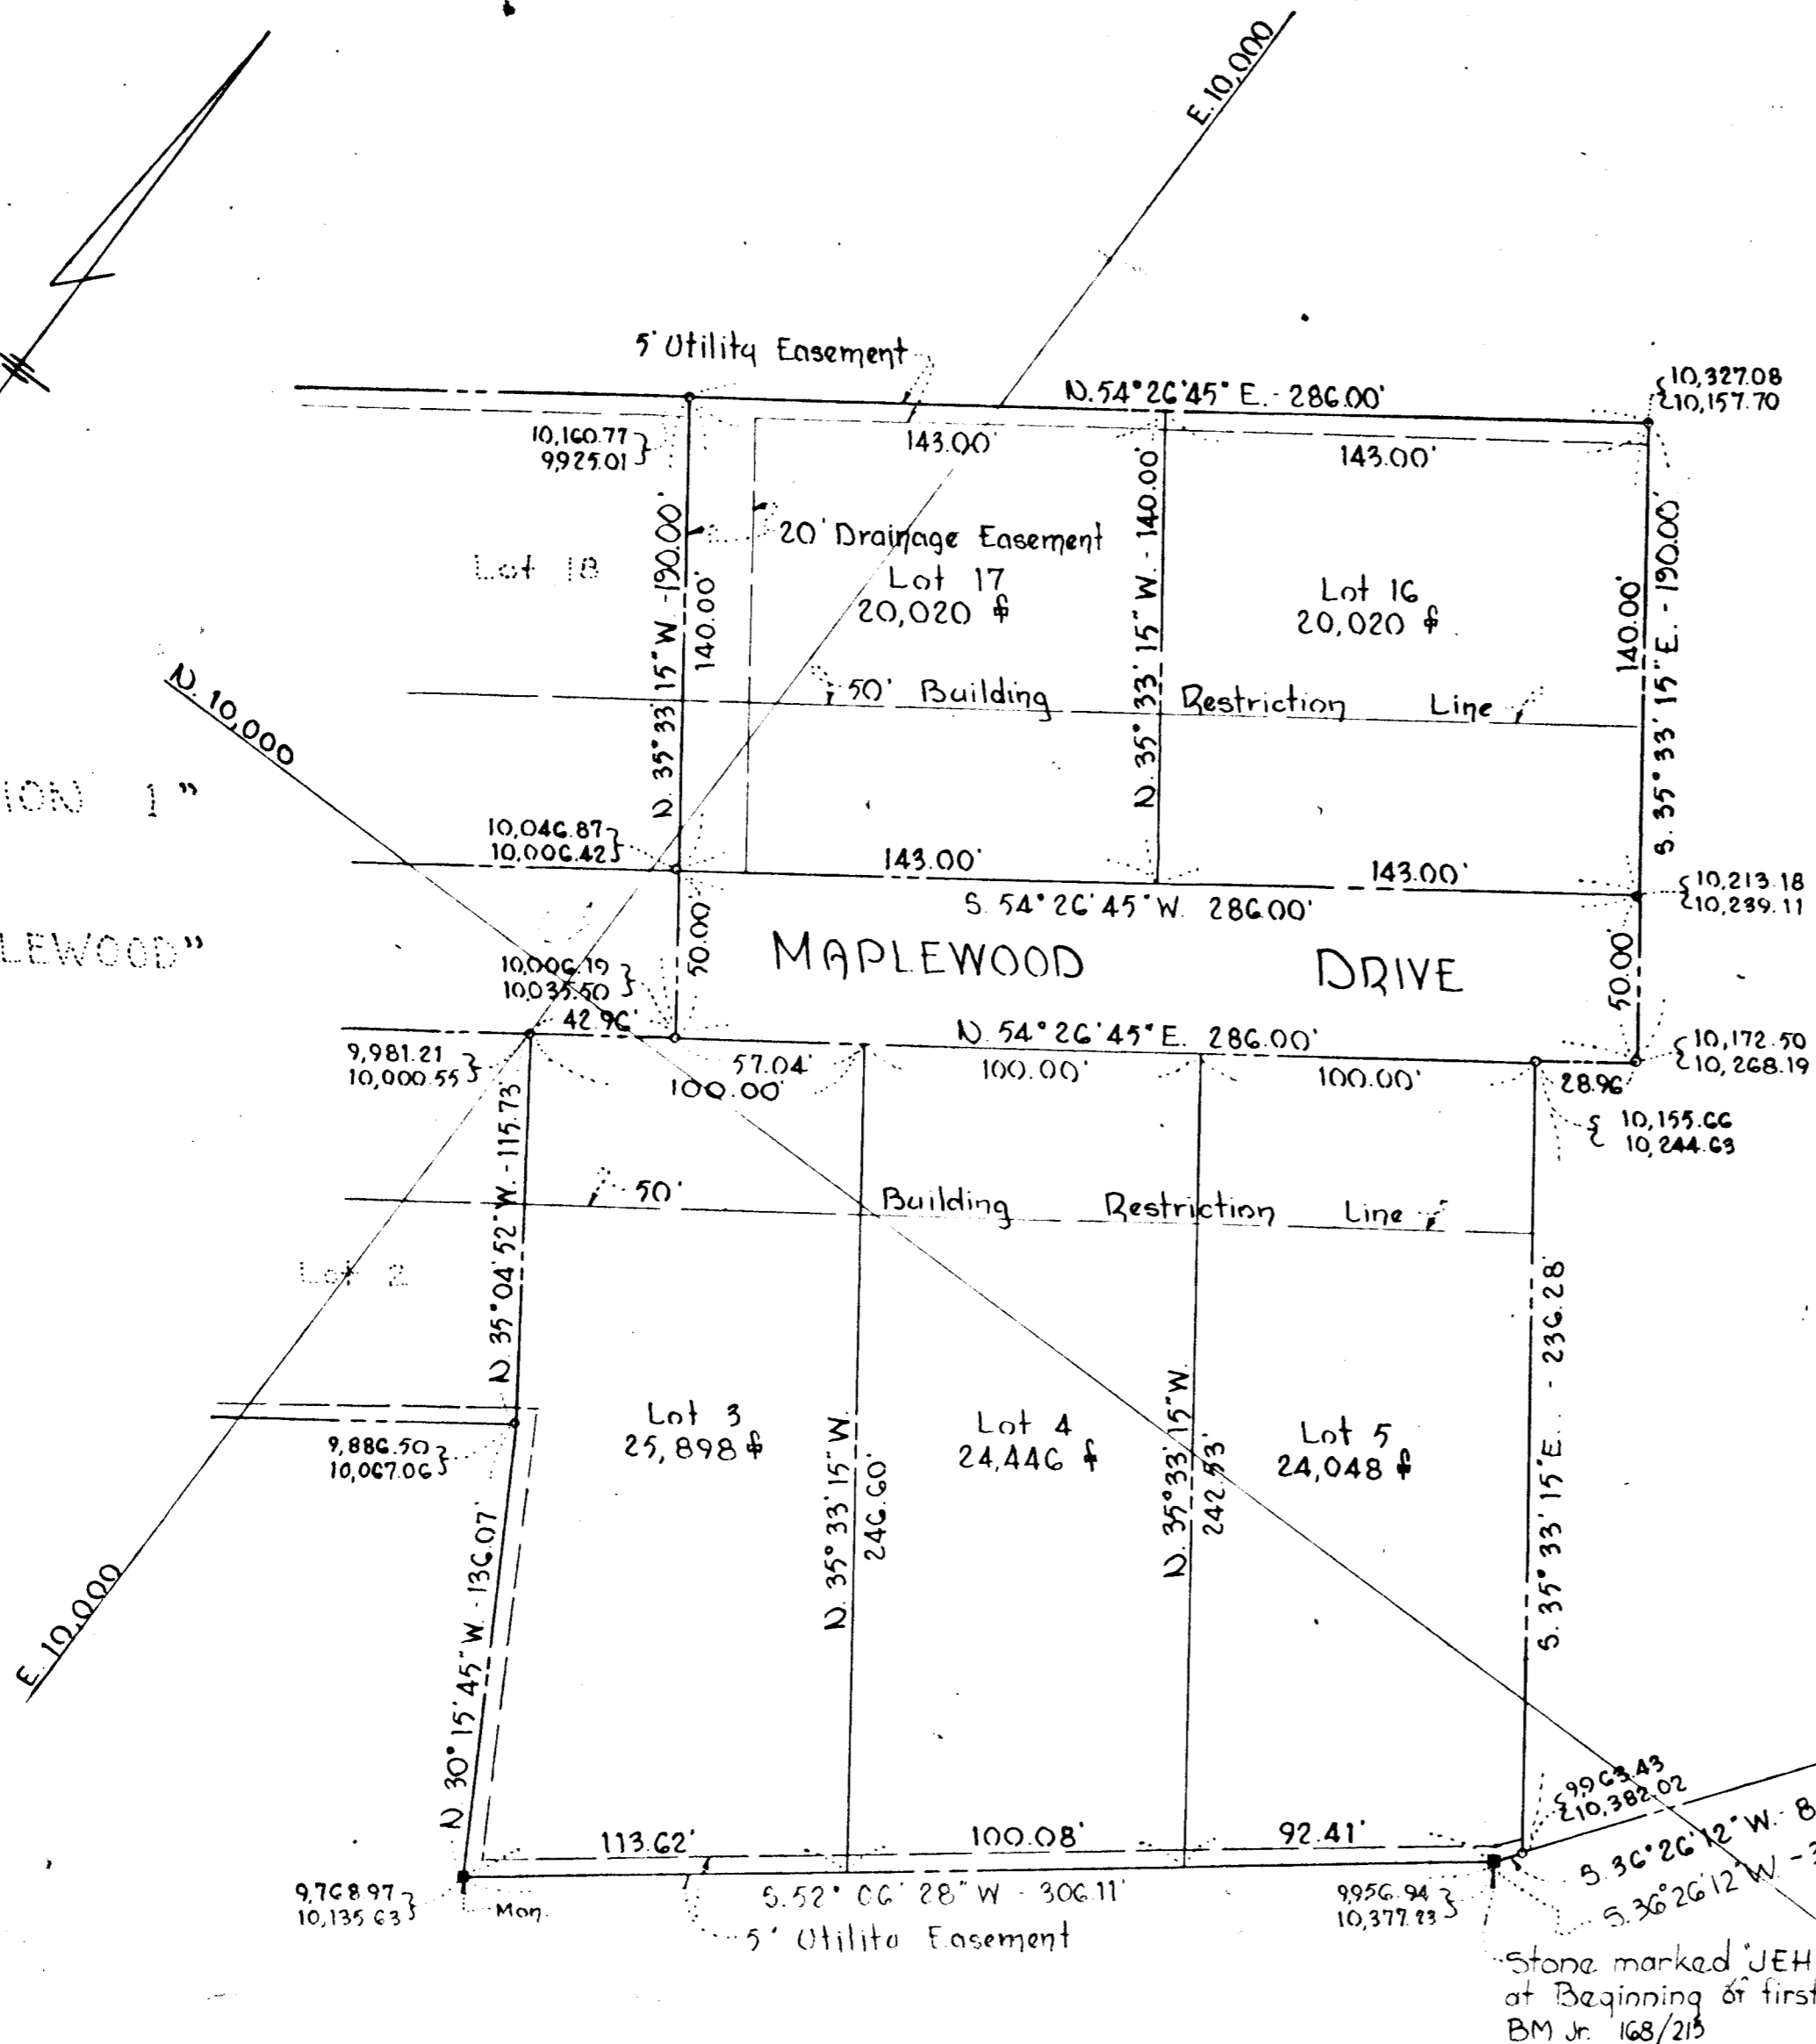 E. 10,000
5' Utility Easement
N. 54° 26' 45" E. - 286.00'
10,327.08
10,157.70
10,160.77
9,925.01
143.00'
143.00'
N. 35° 33' 15" W. - 190.00'
140.00'
20' Drainage Easement
Lot 18
Lot 17
20,020 ф
N. 35° 33' 15" W. - 140.00'
Lot 16
20,020 ф
140.00'
S. 35° 33' 15" E. - 190.00'
50' Building Restriction Line
N. 10,000
ION 1"
10,046.87
10,006.42
143.00'
143.00'
S. 54° 26' 45" W. 286.00'
10,213.18
10,239.11
LEWOOD"
50.00'
MAPLEWOOD DRIVE
50.00'
10,006.19
10,035.50
42.96'
N. 54° 26' 45" E. 286.00'
10,172.50
10,268.19
9,981.21
10,000.55
57.04'
100.00'
100.00'
100.00'
28.96
10,155.66
10,244.63
N. 35° 04' 52" W. - 115.73
50' Building Restriction Line
Lot 2
Lot 3
25,898 ф
N. 35° 33' 15" W.
246.60'
Lot 4
24,446 ф
N. 35° 33' 15" W.
242.53'
Lot 5
24,048 ф
S. 35° 33' 15" E. - 236.28'
9,886.50
10,067.06
N. 30° 15' 45" W. - 136.07'
E. 10,000
9,963.43
10,382.02
113.62'
100.08'
92.41'
S. 36° 26' 12" W. - 8
S. 36° 26' 12" W. - 3
9,768.97
10,135.63
Mon.
S. 52° 06' 28" W. - 306.11'
9,956.94
10,377.23
5' Utility Easement
Stone marked "JEH
at Beginning of first
BM Jr. 168/215